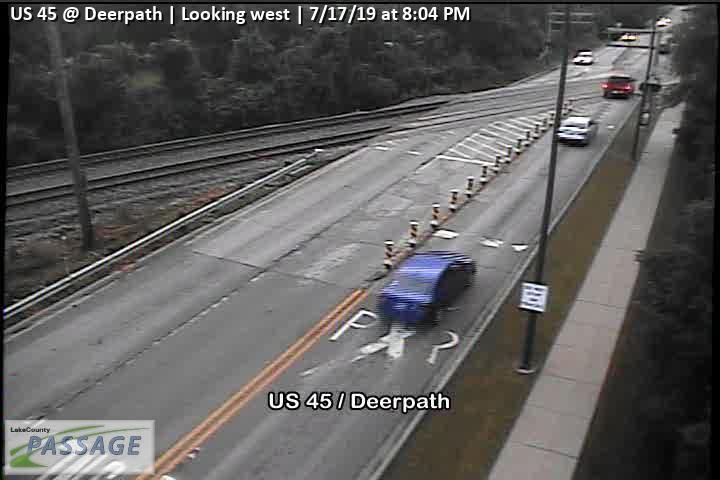 US 45 @ Deerpath | Looking west | 7/17/19 at 8:04 PM
US 45 / Deerpath
LakeCounty
PASSAGE